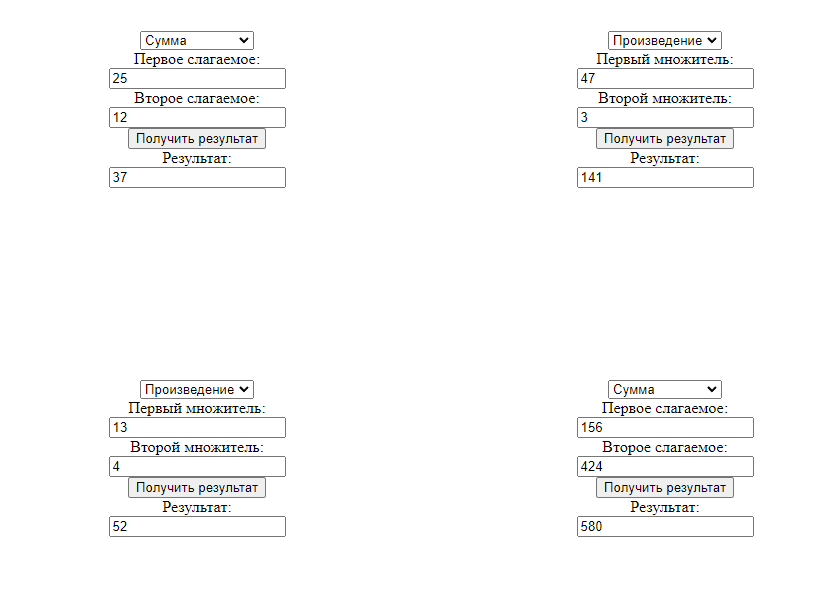 Сумма
Первое слагаемое:
25
Второе слагаемое:
12
Получить результат
Результат:
37
Произведение
Первый множитель:
47
Второй множитель:
3
Получить результат
Результат:
141
Произведение
Первый множитель:
13
Второй множитель:
4
Получить результат
Результат:
52
Сумма
Первое слагаемое:
156
Второе слагаемое:
424
Получить результат
Результат:
580